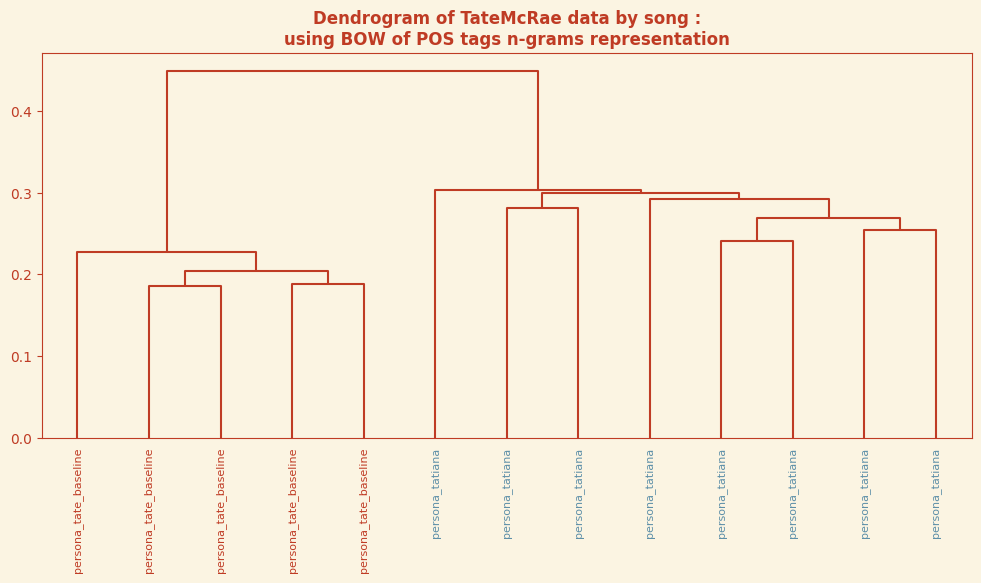 Dendrogram of TateMcRae data by song :
using BOW of POS tags n-grams representation
0.4
0.3
0.2
0.1
0.0
persona_tate_baseline
persona_tate_baseline
persona_tate_baseline
persona_tate_baseline
persona_tate_baseline
persona_tatiana
persona_tatiana
persona_tatiana
persona_tatiana
persona_tatiana
persona_tatiana
persona_tatiana
persona_tatiana